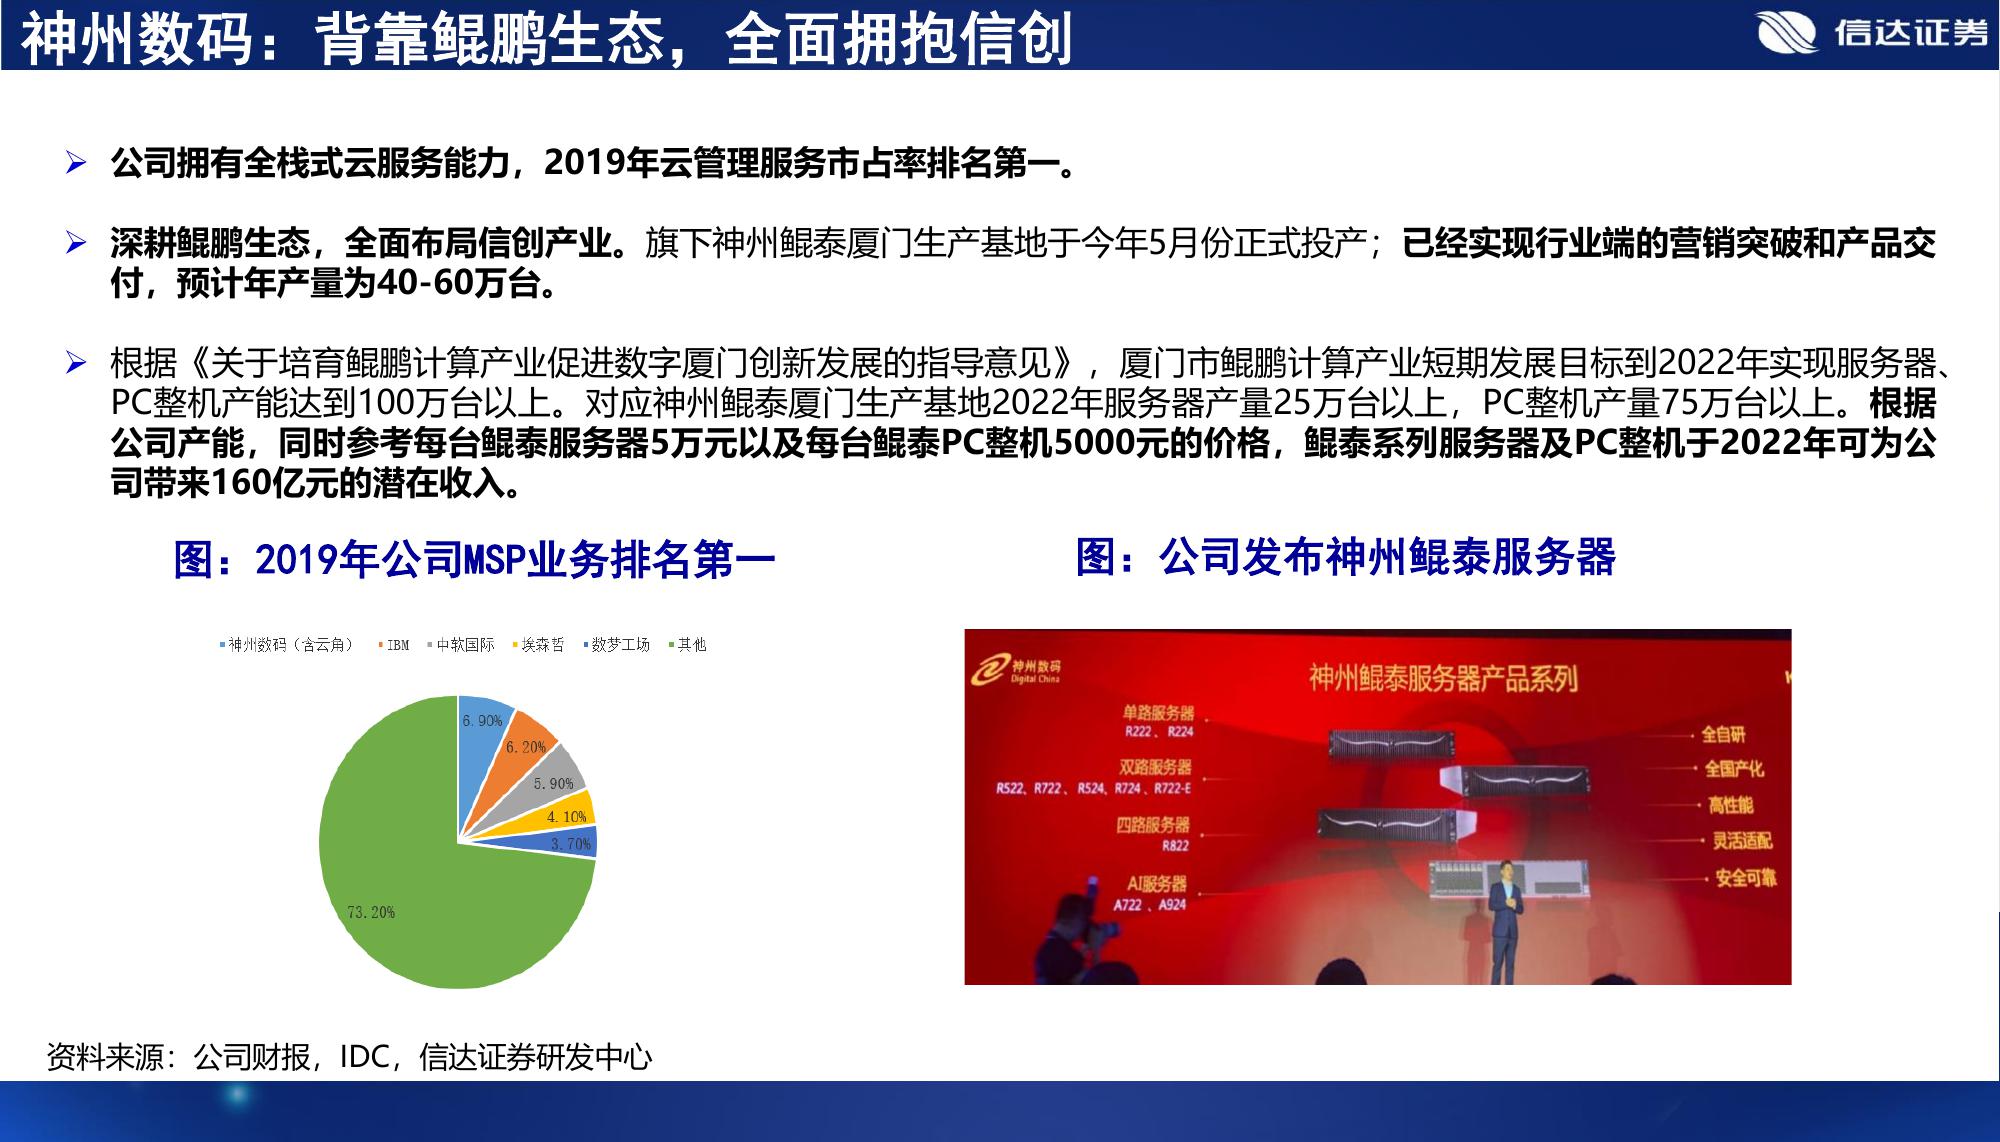 神州数码：背靠鲲鹏生态，全面拥抱信创
信达证券
公司拥有全栈式云服务能力，2019年云管理服务市占率排名第一。
深耕鲲鹏生态，全面布局信创产业。旗下神州鲲泰厦门生产基地于今年5月份正式投产；已经实现行业端的营销突破和产品交
付，预计年产量为40-60万台。
根据《关于培育鲲鹏计算产业促进数字厦门创新发展的指导意见》，厦门市鲲鹏计算产业短期发展目标到2022年实现服务器、
PC整机产能达到100万台以上。对应神州鲲泰厦门生产基地2022年服务器产量25万台以上，PC整机产量75万台以上。根据
公司产能，同时参考每台鲲泰服务器5万元以及每台鲲泰PC整机5000元的价格，鲲泰系列服务器及PC整机于2022年可为公
司带来160亿元的潜在收入。
图：2019年公司MSP业务排名第一
神州数码（含云角） IBM 中软国际 埃森哲 数梦工场 其他
6.90%
6.20%
5.90%
4.10%
3.70%
73.20%
图：公司发布神州鲲泰服务器
神州数码
Digital China
神州鲲泰服务器产品系列
单路服务器
R222、R224
双路服务器
R522、R722、R524、R724、R722-E
四路服务器
R822
AI服务器
A722、A924
全自研
全国产化
高性能
灵活适配
安全可靠
资料来源：公司财报，IDC，信达证券研发中心